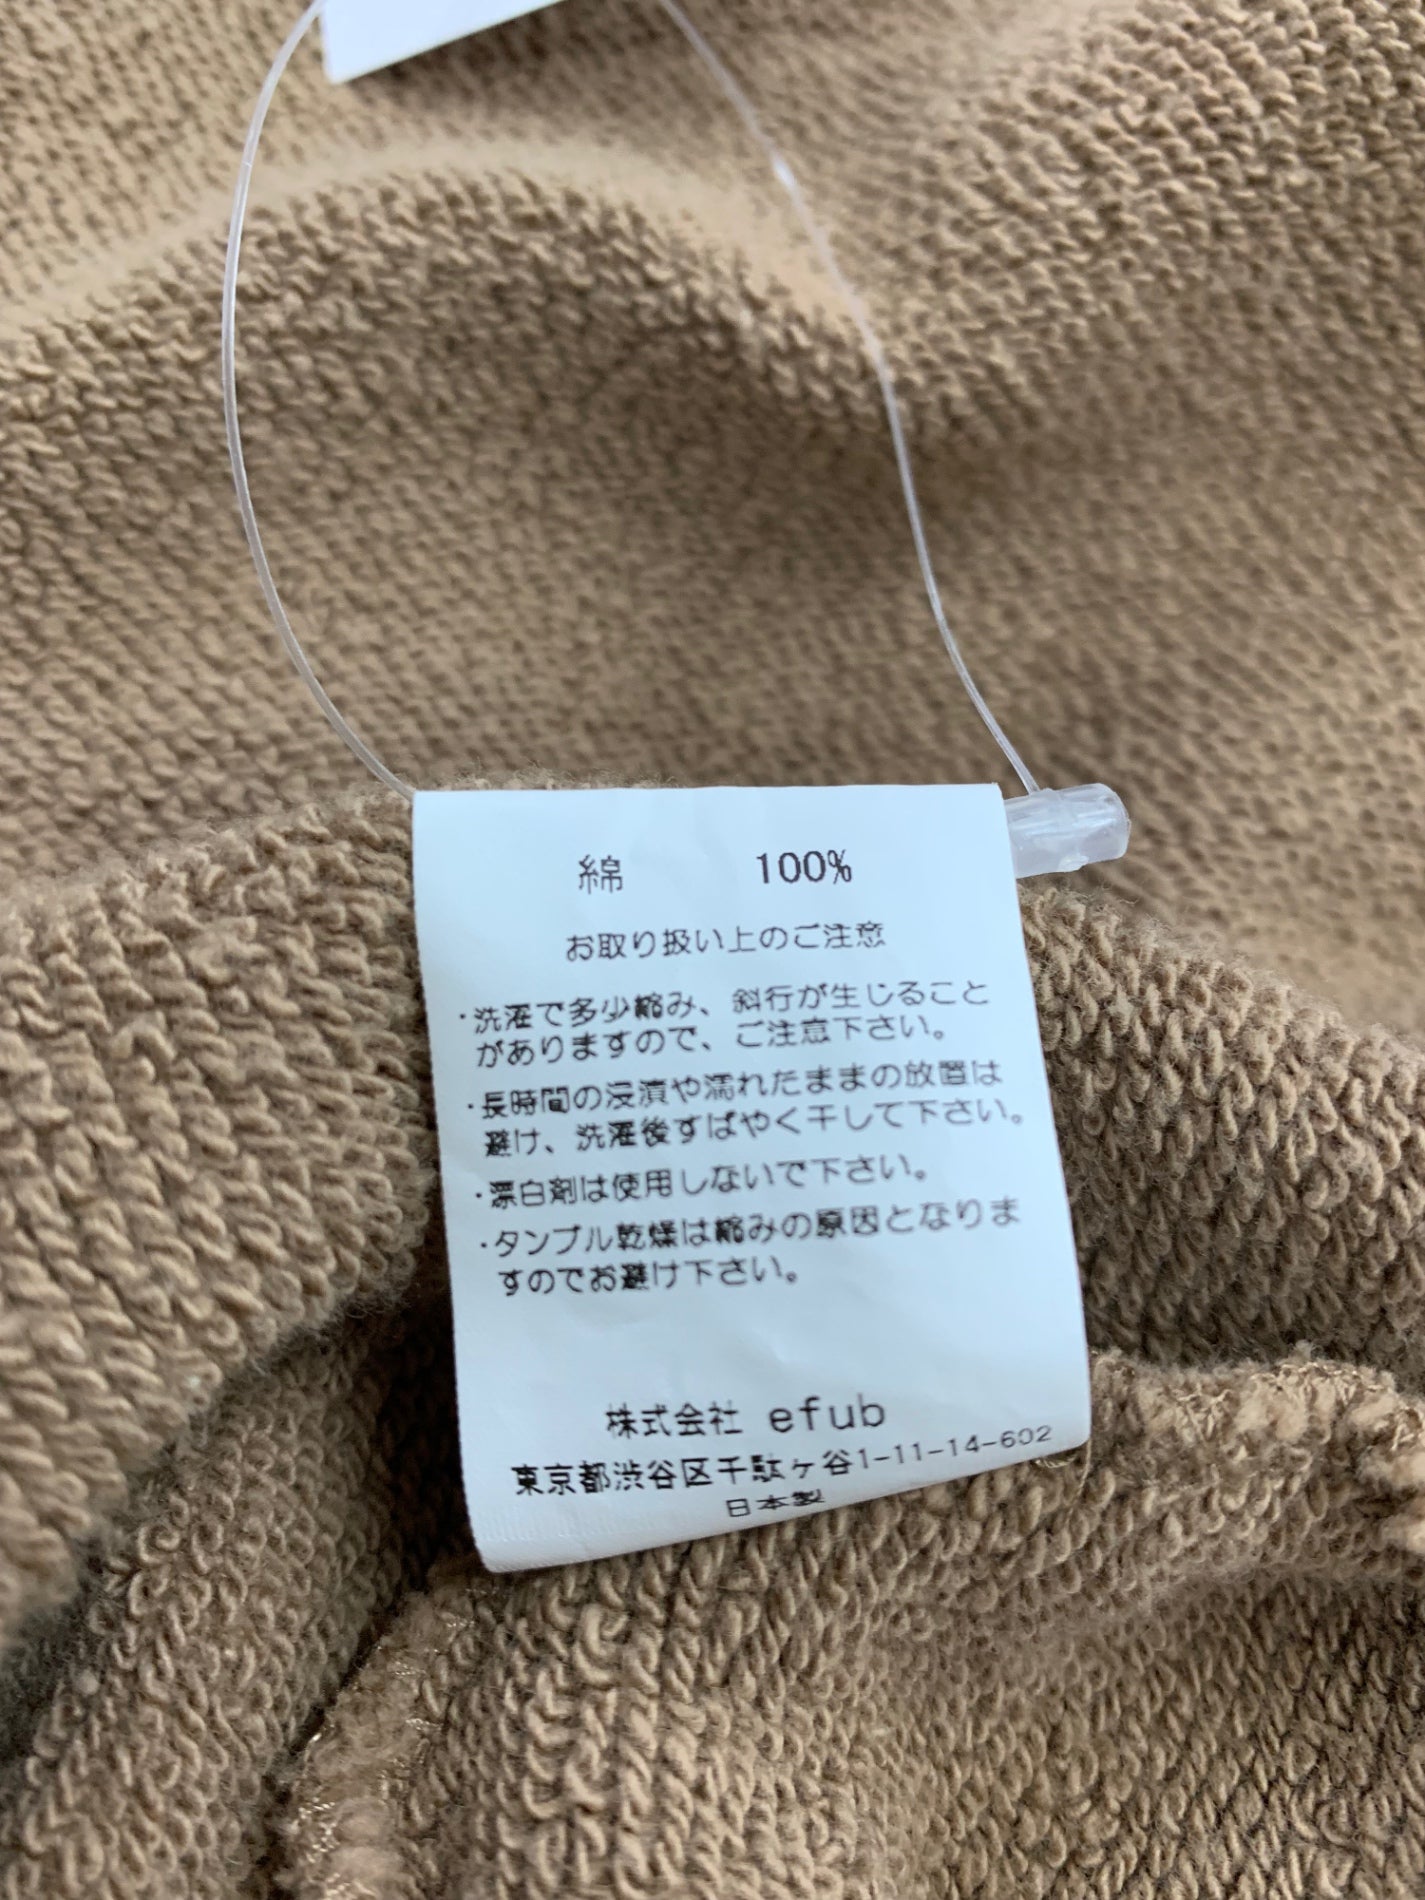 綿 100%
お取り扱い上のご注意
・洗濯で多少縮み、斜行が生じること
がありますので、ご注意下さい。
・長時間の浸漬や濡れたままの放置は
避け、洗濯後すばやく干して下さい。
・漂白剤は使用しないで下さい。
・タンブル乾燥は縮みの原因となりま
すのでお避け下さい。
株式会社 efub
東京都渋谷区千駄ヶ谷1-11-14-602
日本製